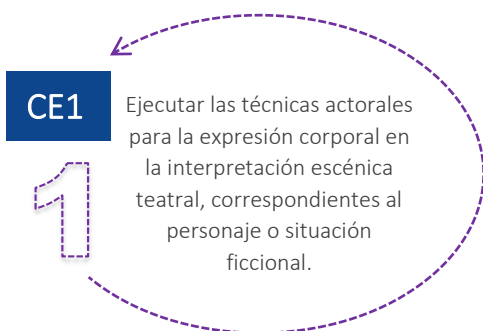 CE1
1
Ejecutar las técnicas actorales
para la expresión corporal en
la interpretación escénica
teatral, correspondientes al
personaje o situación
ficcional.